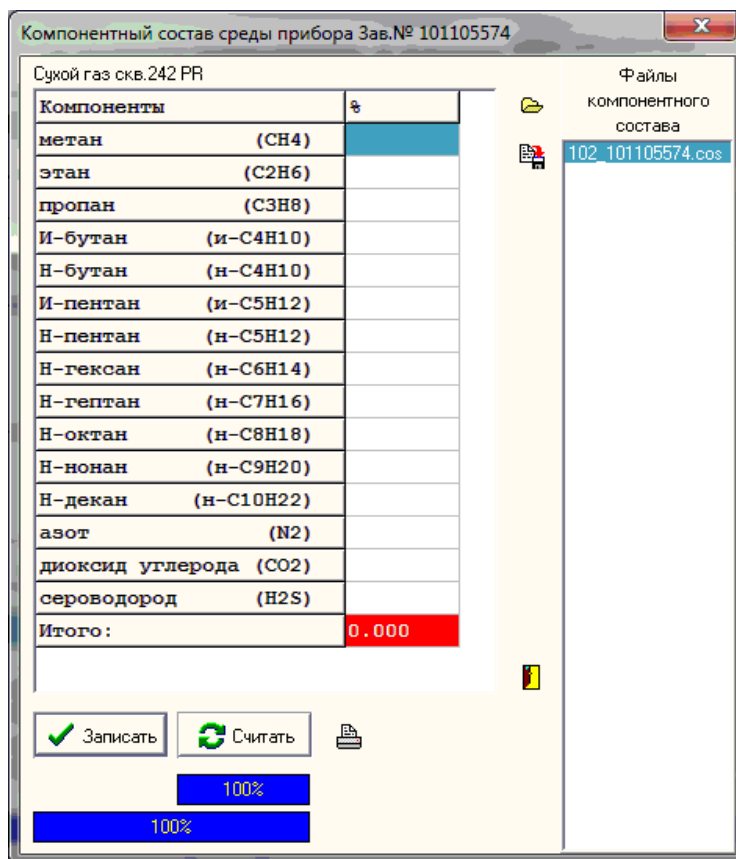 Компонентный состав среды прибора Зав.№ 101105574
Сухой газ скв.242 PR
Компоненты %
метан (CH4)
этан (C2H6)
пропан (C3H8)
И-бутан (и-C4H10)
Н-бутан (н-C4H10)
И-пентан (и-C5H12)
Н-пентан (н-C5H12)
Н-гексан (н-C6H14)
Н-гептан (н-C7H16)
Н-октан (н-C8H18)
Н-нонан (н-C9H20)
Н-декан (н-C10H22)
азот (N2)
диоксид углерода (CO2)
сероводород (H2S)
Итого: 0.000
Записать
Считать
100%
100%
Файлы
компонентного
состава
102_101105574.cos